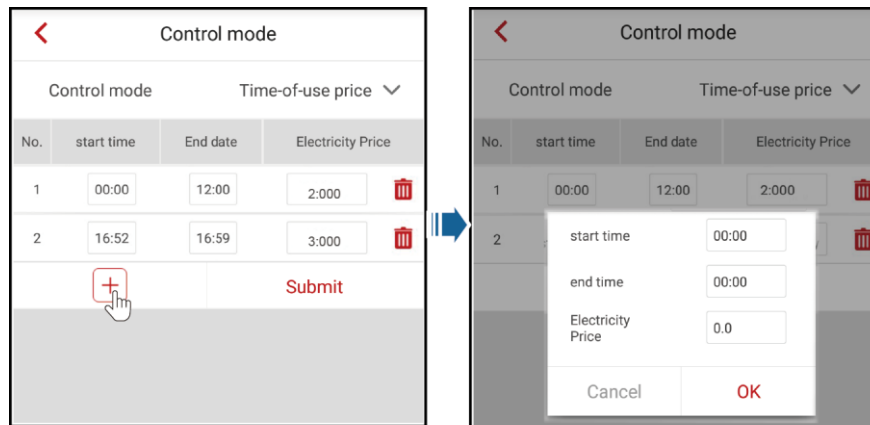 Control mode
Control mode Time-of-use price
No. start time End date Electricity Price
1 00:00 12:00 2:000
2 16:52 16:59 3:000
+ Submit
Control mode
Control mode Time-of-use price
No. start time End date Electricity Price
1 00:00 12:00 2:000
2
start time 00:00
end time 00:00
Electricity
Price 0.0
Cancel OK